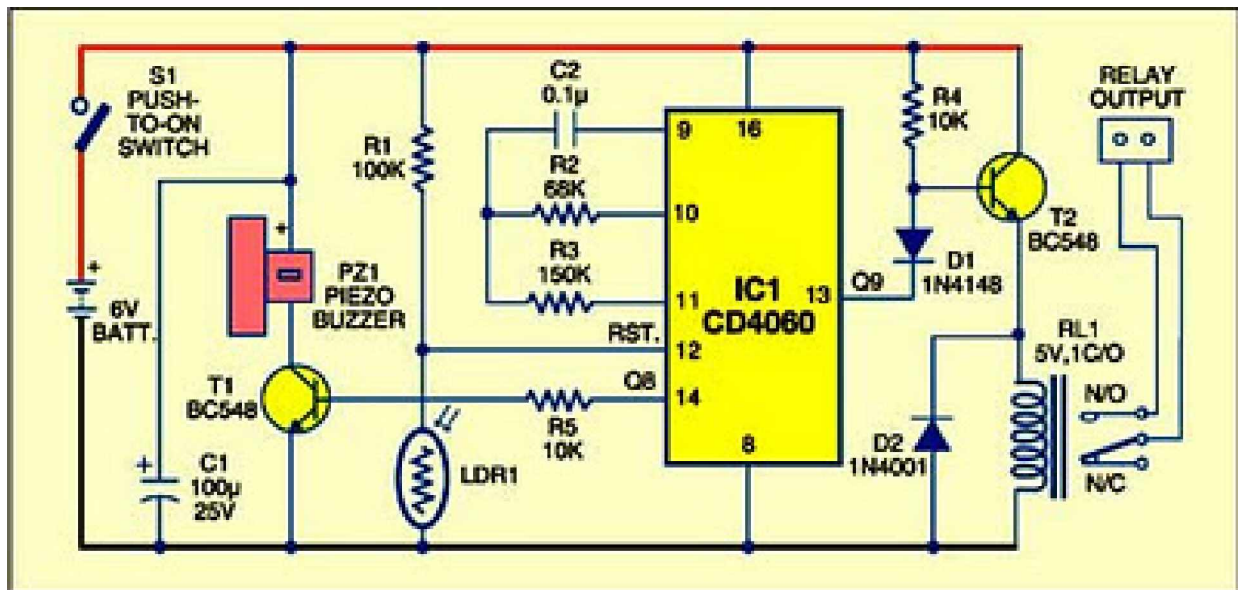 S1
PUSH-
TO-ON
SWITCH
+
6V
BATT.
+
PZ1
PIEZO
BUZZER
T1
BC548
+
C1
100µ
25V
R1
100K
LDR1
C2
0.1µ
R2
68K
R3
150K
RST.
Q8
R5
10K
9
10
11
12
14
16
IC1
CD4060
13
8
Q9
R4
10K
D1
1N4148
T2
BC548
D2
1N4001
RL1
5V,1C/O
N/O
N/C
RELAY
OUTPUT